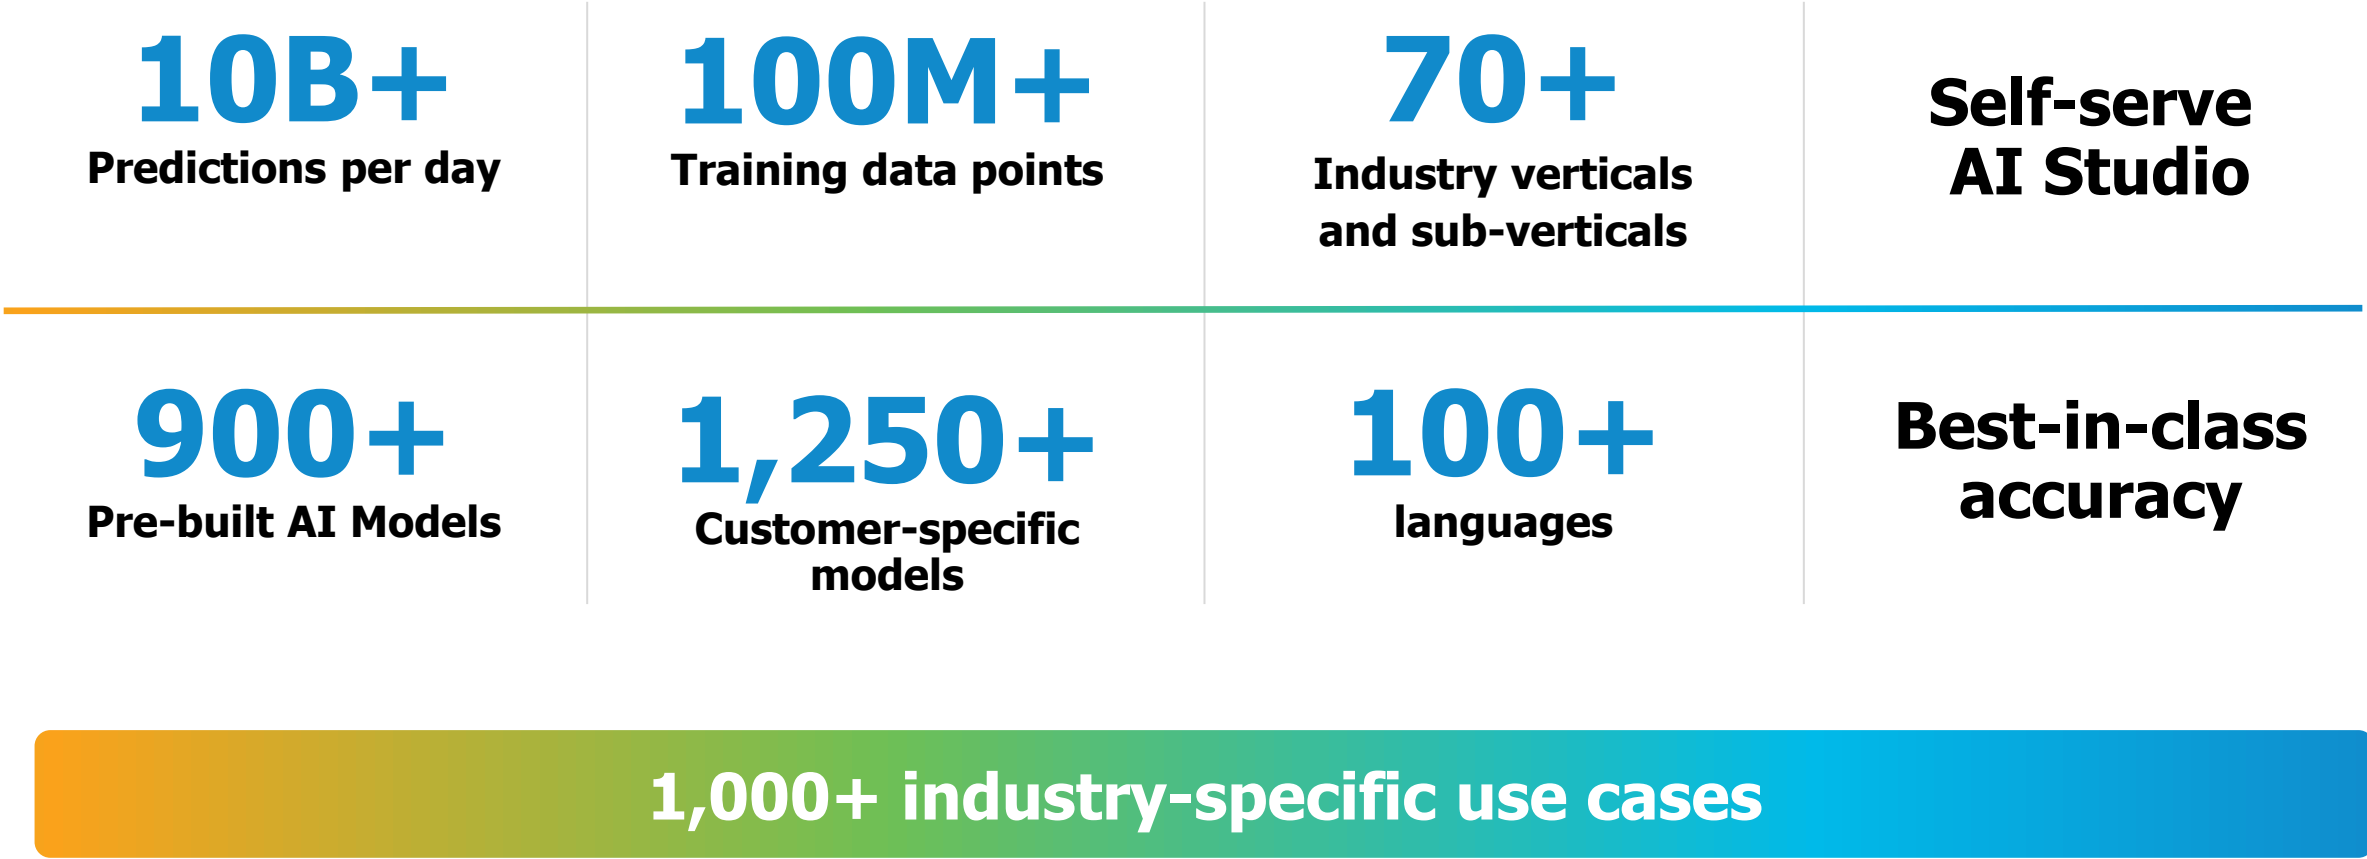 10B+
Predictions per day
100M+
Training data points
70+
Industry verticals
and sub-verticals
Self-serve
AI Studio
900+
Pre-built AI Models
1,250+
Customer-specific
models
100+
languages
Best-in-class
accuracy
1,000+ industry-specific use cases